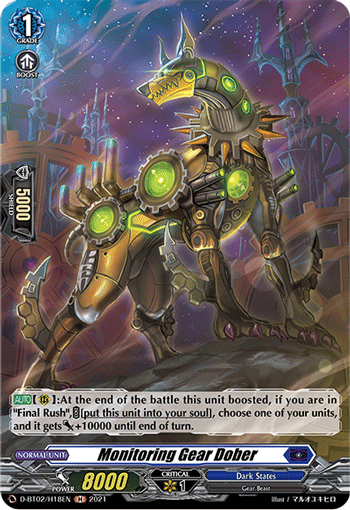 1
GRADE
BOOST
5000
SHIELD
AUTO [ ]:At the end of the battle this unit boosted, if you are in
"Final Rush", [put this unit into your soul], choose one of your units,
and it gets +10000 until end of turn.
NORMAL UNIT
Monitoring Gear Dober
POWER 8000
CRITICAL
1
Dark States
Gear Beast
D-BT02/H18EN H 2021
illust / マルオユキヒロ